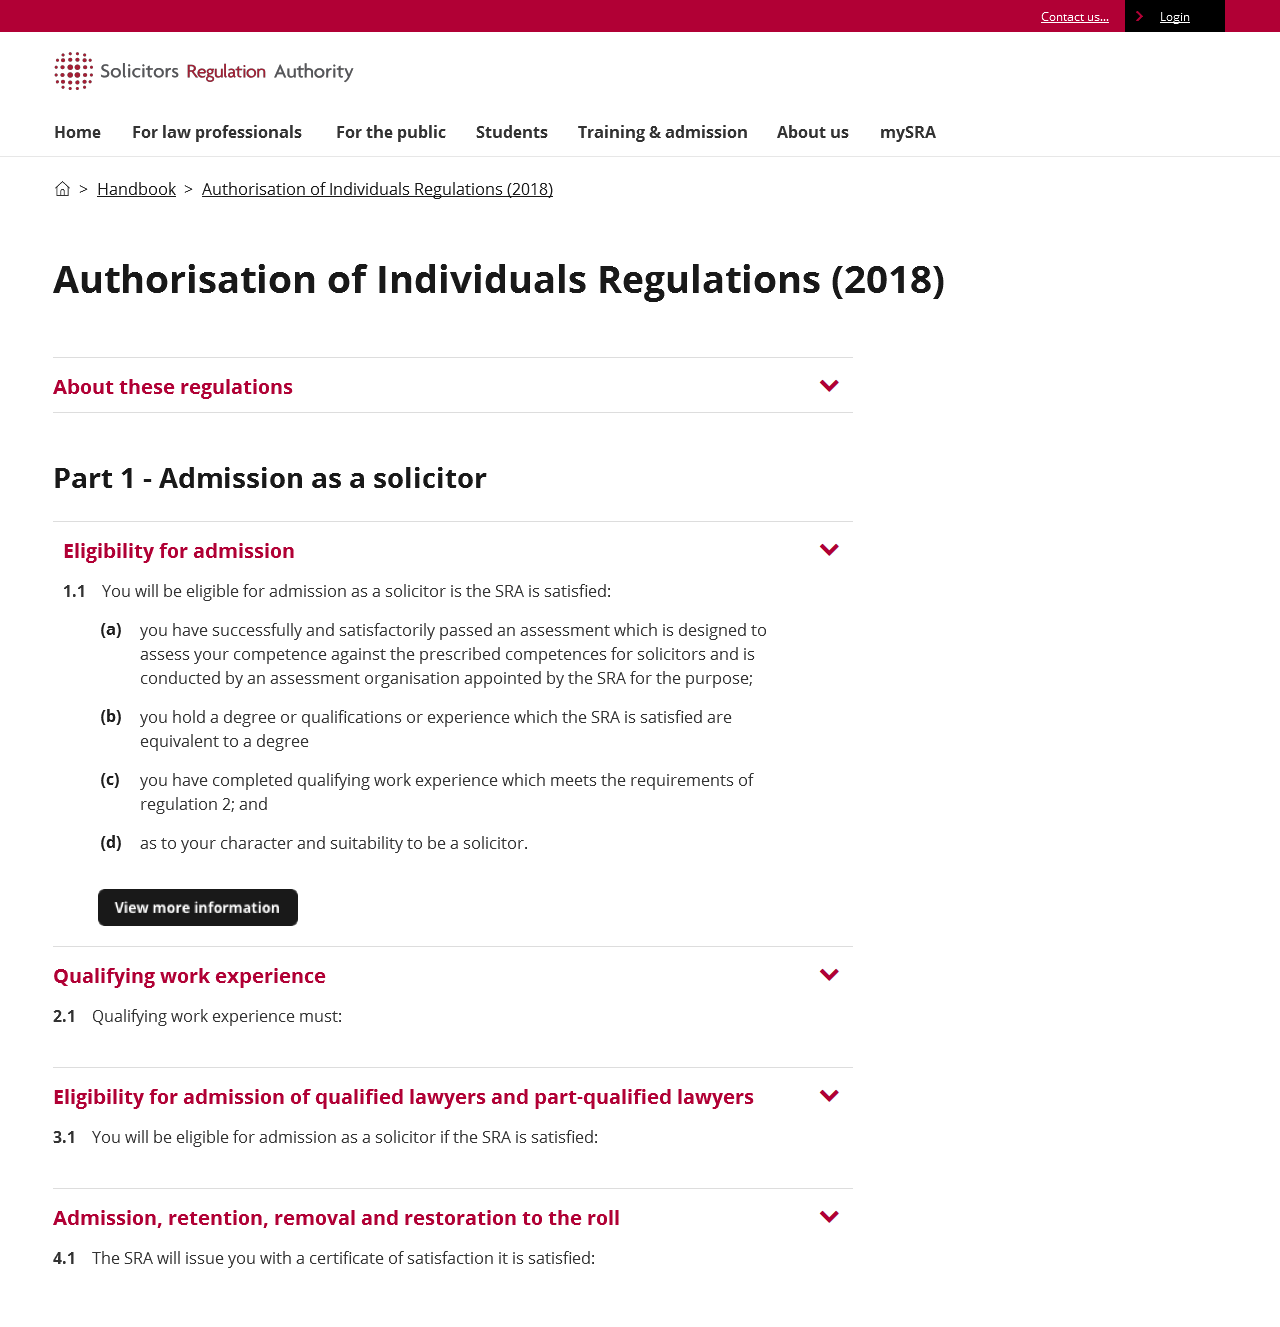 Contact us...
Login
Solicitors Regulation Authority
Home For law professionals For the public Students Training & admission About us mySRA
> Handbook > Authorisation of Individuals Regulations (2018)
Authorisation of Individuals Regulations (2018)
About these regulations
Part 1 - Admission as a solicitor
Eligibility for admission
1.1 You will be eligible for admission as a solicitor is the SRA is satisfied:
(a) you have successfully and satisfactorily passed an assessment which is designed to
assess your competence against the prescribed competences for solicitors and is
conducted by an assessment organisation appointed by the SRA for the purpose;
(b) you hold a degree or qualifications or experience which the SRA is satisfied are
equivalent to a degree
(c) you have completed qualifying work experience which meets the requirements of
regulation 2; and
(d) as to your character and suitability to be a solicitor.
View more information
Qualifying work experience
2.1 Qualifying work experience must:
Eligibility for admission of qualified lawyers and part-qualified lawyers
3.1 You will be eligible for admission as a solicitor if the SRA is satisfied:
Admission, retention, removal and restoration to the roll
4.1 The SRA will issue you with a certificate of satisfaction it is satisfied: